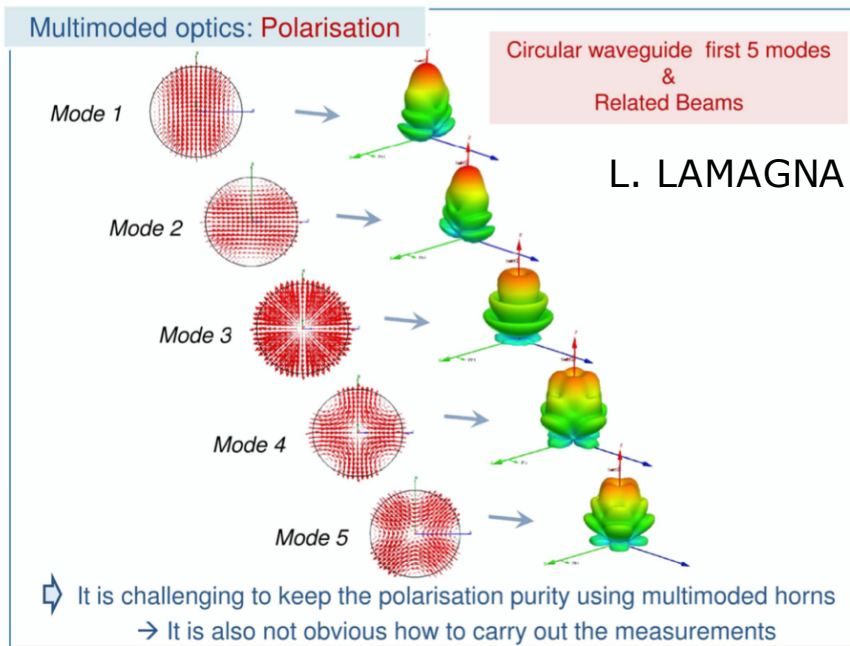 Multimoded optics: Polarisation
Circular waveguide first 5 modes
&
Related Beams
L. LAMAGNA
Mode 1
Mode 2
Mode 3
Mode 4
Mode 5
It is challenging to keep the polarisation purity using multimoded horns
→ It is also not obvious how to carry out the measurements